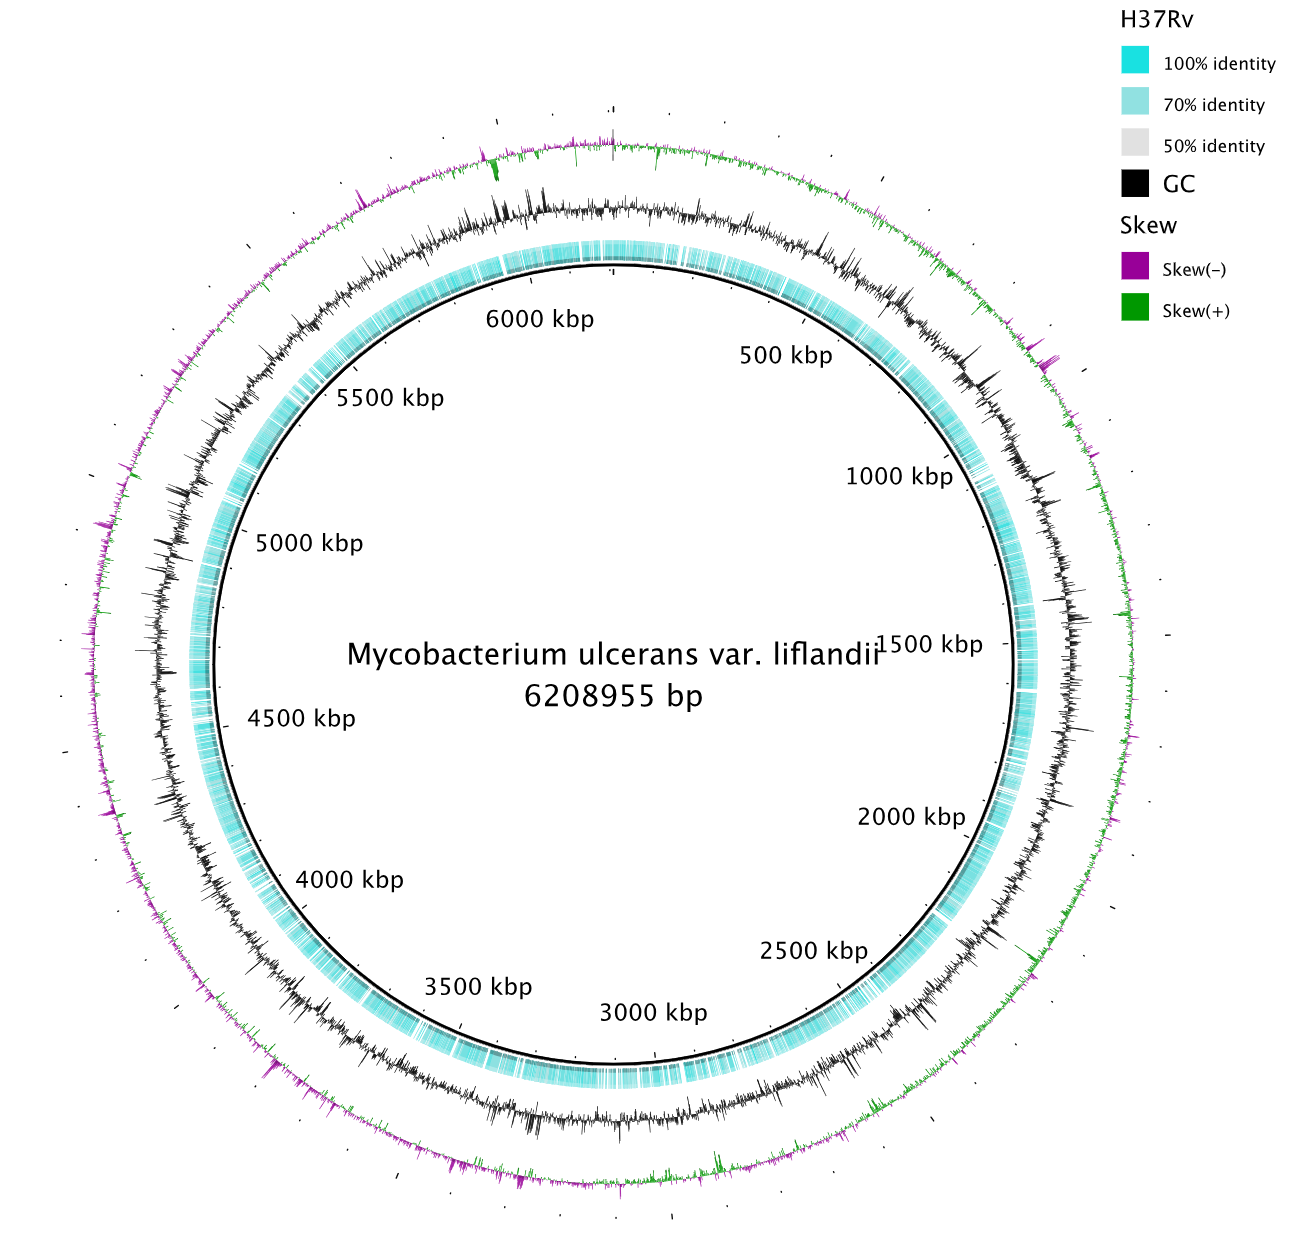 H37Rv
100% identity
70% identity
50% identity
GC
Skew
Skew(-)
Skew(+)
6000 kbp
500 kbp
5500 kbp
1000 kbp
5000 kbp
1500 kbp
Mycobacterium ulcerans var. liflandii
6208955 bp
4500 kbp
2000 kbp
4000 kbp
2500 kbp
3500 kbp
3000 kbp